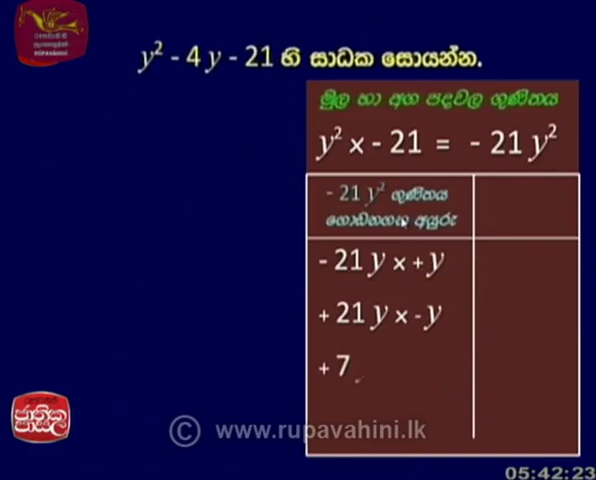 y² - 4 y - 21 හි සාධක සොයන්න.
මුල හා අග පදවල ගුණිතය
y² x - 21 = - 21 y²
- 21 y² ගුණිතය
ගොඩනගන අයුරු
- 21 y x + y
+ 21 y x - y
+ 7
ජාතික
පාසල
© www.rupavahini.lk
05:42:23